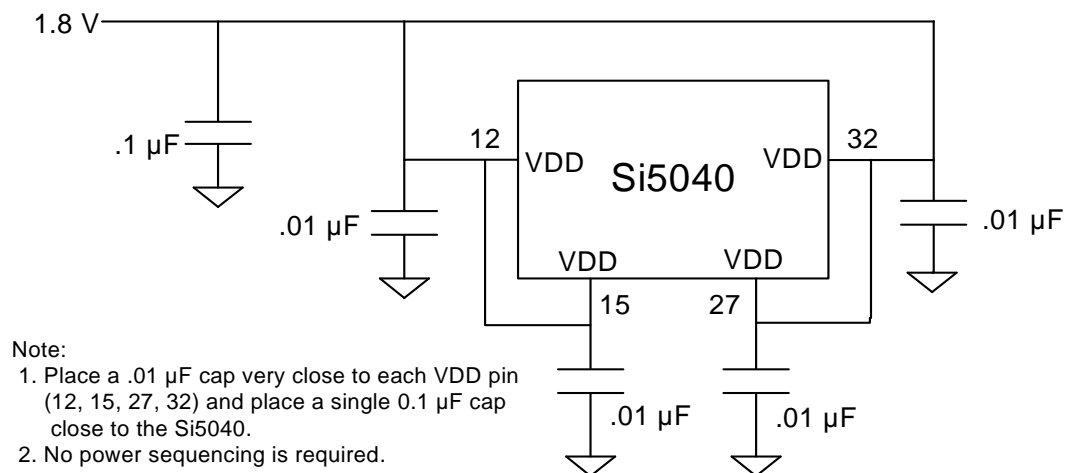 1.8 V
.1 µF
12
VDD
Si5040
VDD
32
.01 µF
.01 µF
VDD
VDD
15
27
.01 µF
.01 µF
Note:
1. Place a .01 µF cap very close to each VDD pin
(12, 15, 27, 32) and place a single 0.1 µF cap
close to the Si5040.
2. No power sequencing is required.